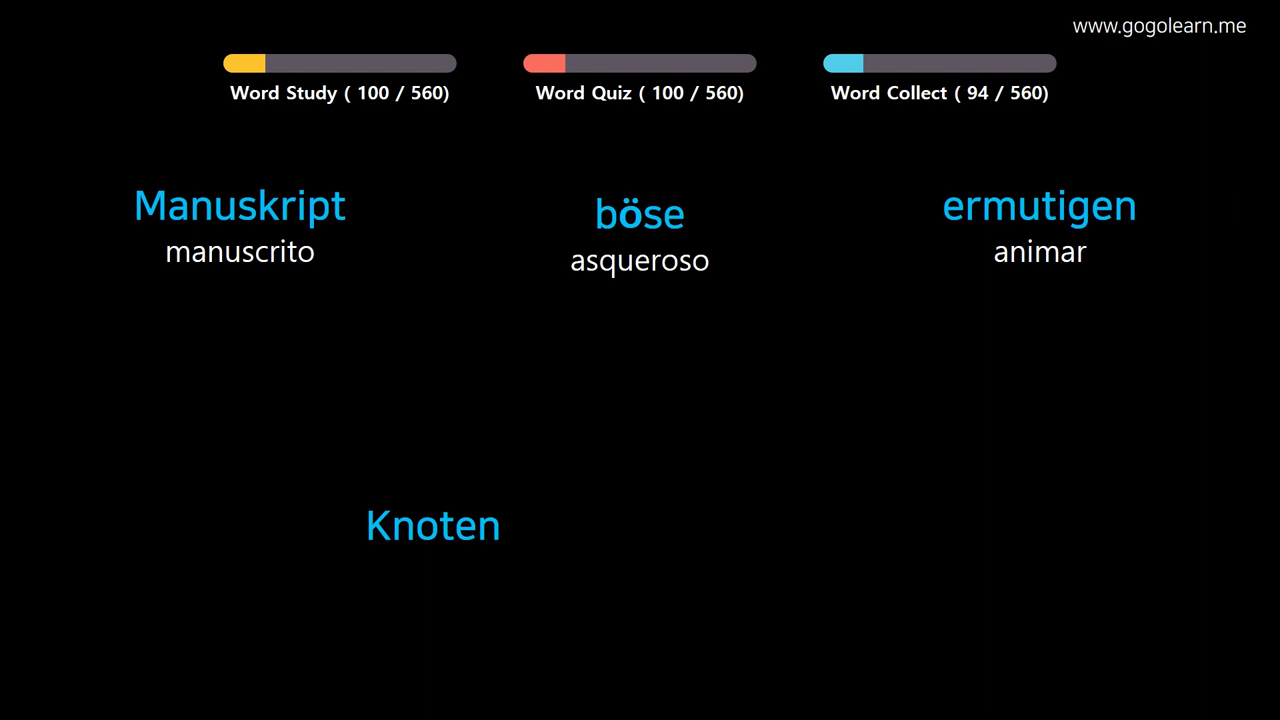 www.gogolearn.me
Word Study ( 100 / 560)
Word Quiz ( 100 / 560)
Word Collect ( 94 / 560)
Manuskript
manuscrito
böse
asqueroso
ermutigen
animar
Knoten